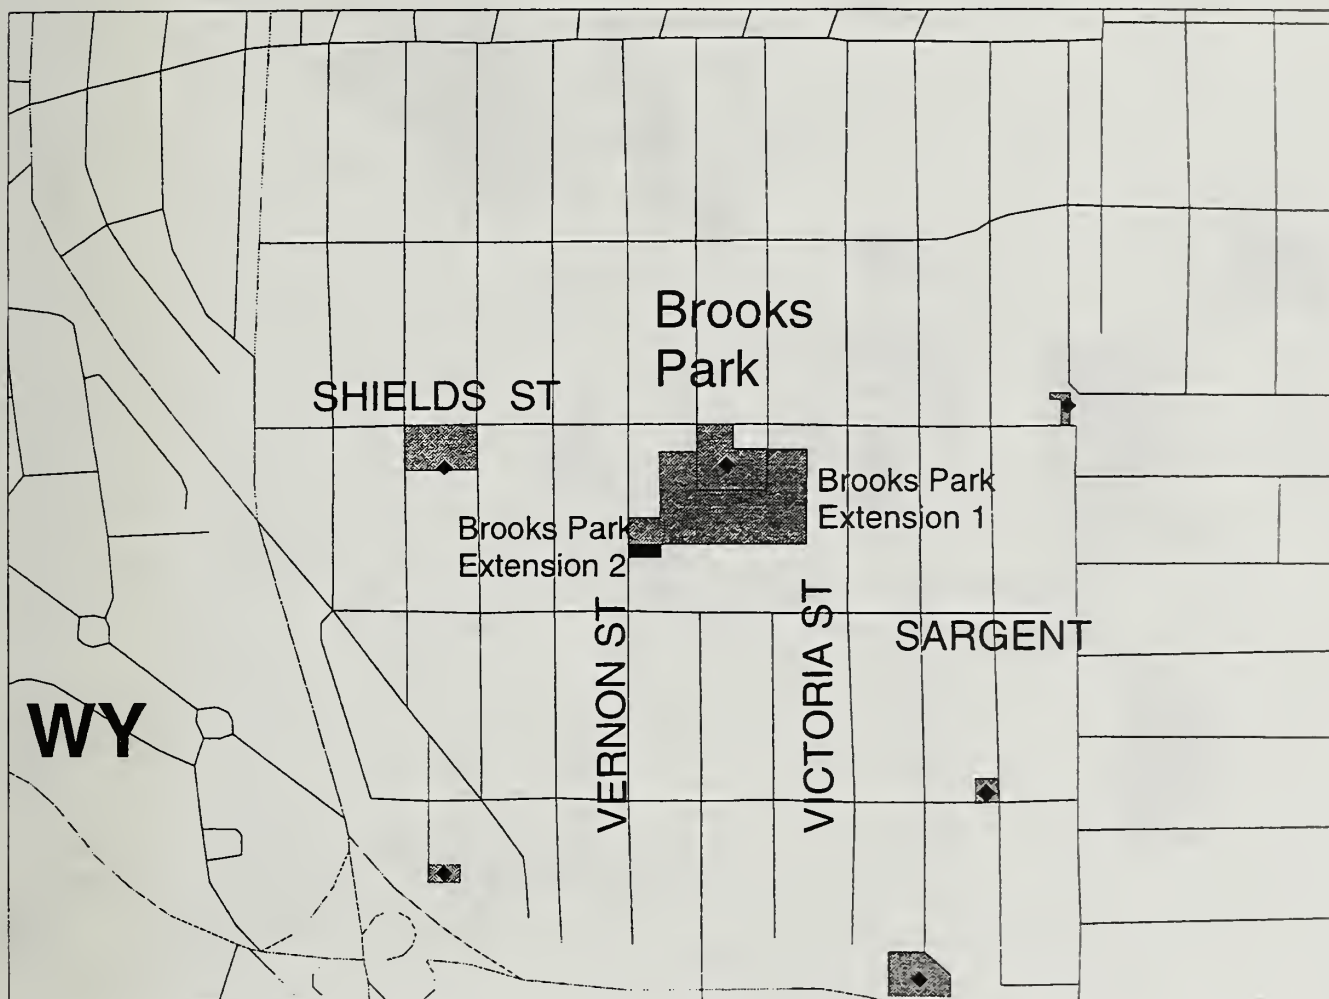 Brooks
Park
SHIELDS ST
Brooks Park
Extension 1
Brooks Park
Extension 2
VERNON ST
VICTORIA ST
SARGENT
WY